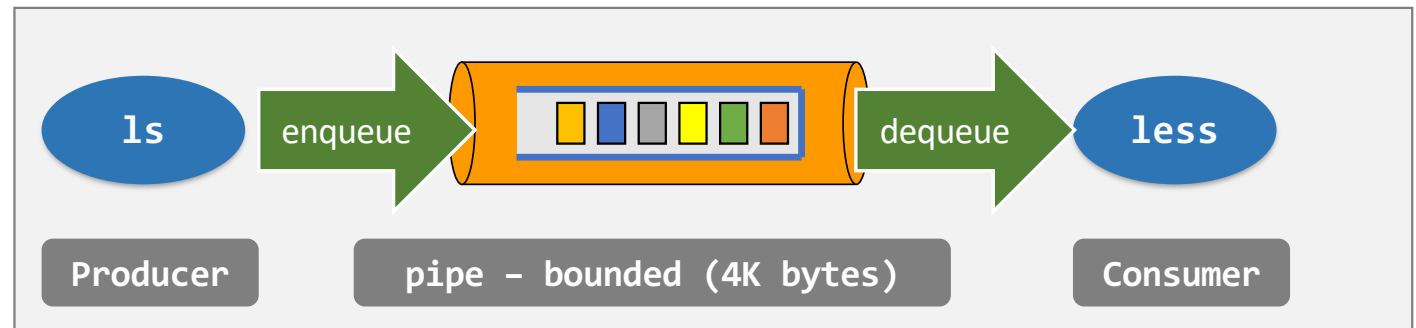 ls
enqueue
dequeue
less
Producer
pipe – bounded (4K bytes)
Consumer